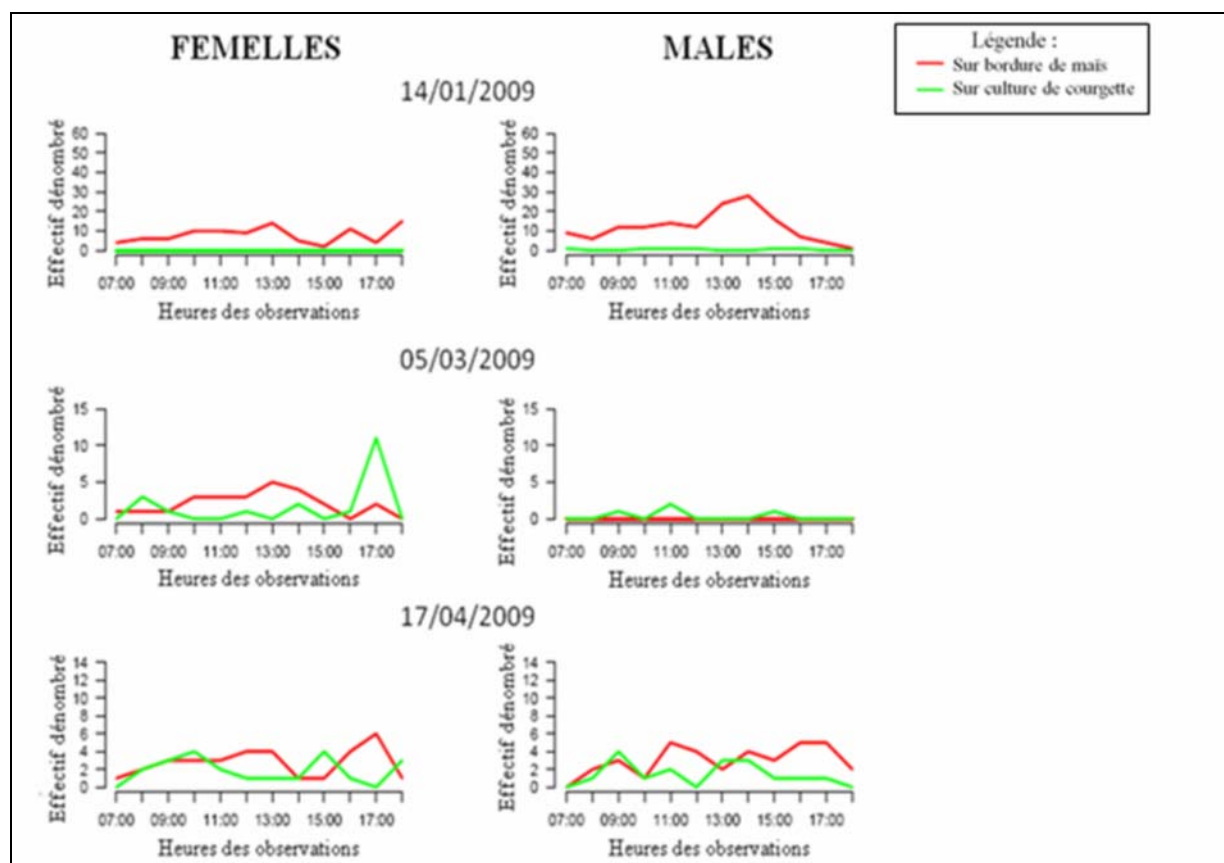 FEMELLES
MALES
Légende :
Sur bordure de maïs
Sur culture de courgette
14/01/2009
Effectif dénombré
60
50
40
30
20
10
0
07:00 09:00 11:00 13:00 15:00 17:00
Heures des observations
Effectif dénombré
60
50
40
30
20
10
0
07:00 09:00 11:00 13:00 15:00 17:00
Heures des observations
05/03/2009
Effectif dénombré
15
10
5
0
07:00 09:00 11:00 13:00 15:00 17:00
Heures des observations
Effectif dénombré
15
10
5
0
07:00 09:00 11:00 13:00 15:00 17:00
Heures des observations
17/04/2009
Effectif dénombré
14
12
10
8
6
4
2
0
07:00 09:00 11:00 13:00 15:00 17:00
Heures des observations
Effectif dénombré
14
12
10
8
6
4
2
0
07:00 09:00 11:00 13:00 15:00 17:00
Heures des observations